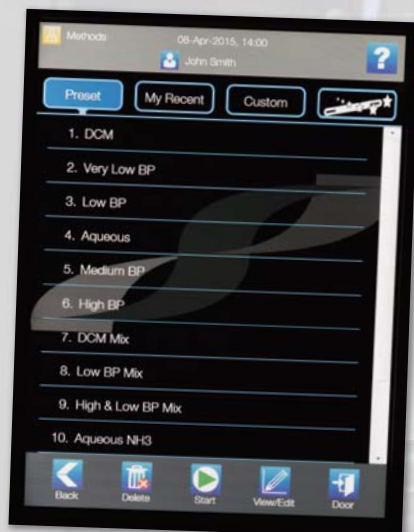 Methods
08-Apr-2015, 14:00
John Smith
?
Preset My Recent Custom
1. DCM
2. Very Low BP
3. Low BP
4. Aqueous
5. Medium BP
6. High BP
7. DCM Mix
8. Low BP Mix
9. High & Low BP Mix
10. Aqueous NH3
Back Delete Start View/Edit Door